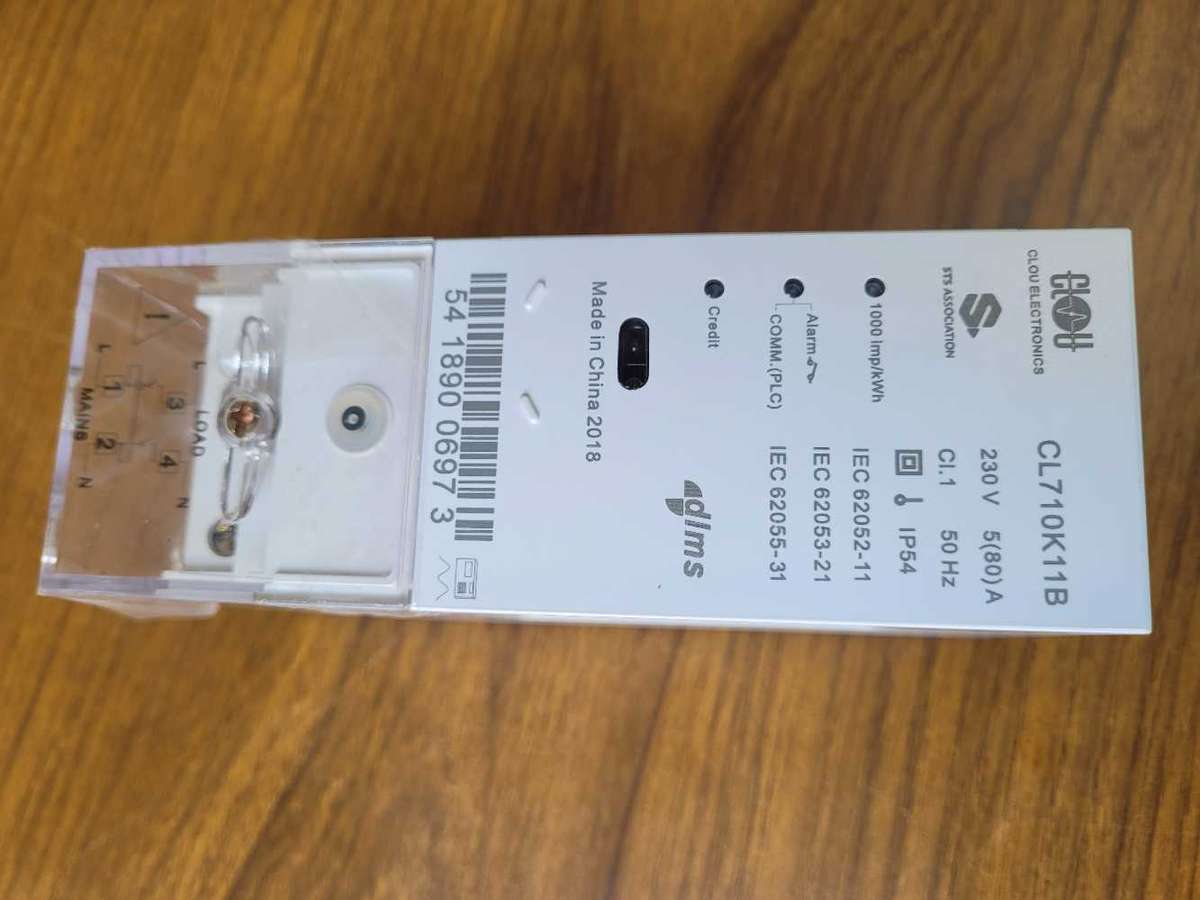 CLOU
CLOU ELECTRONICS
CL710K11B
STS ASSOCIATION
230 V 5(80) A
Cl.1 50 Hz
IP54
1000 imp/kWh
IEC 62052-11
Alarm
IEC 62053-21
COMM.(PLC)
IEC 62055-31
Credit
dlms
Made in China 2018
54 1890 0697 3
L LOAD N
3 4
1 2
L MAINS N